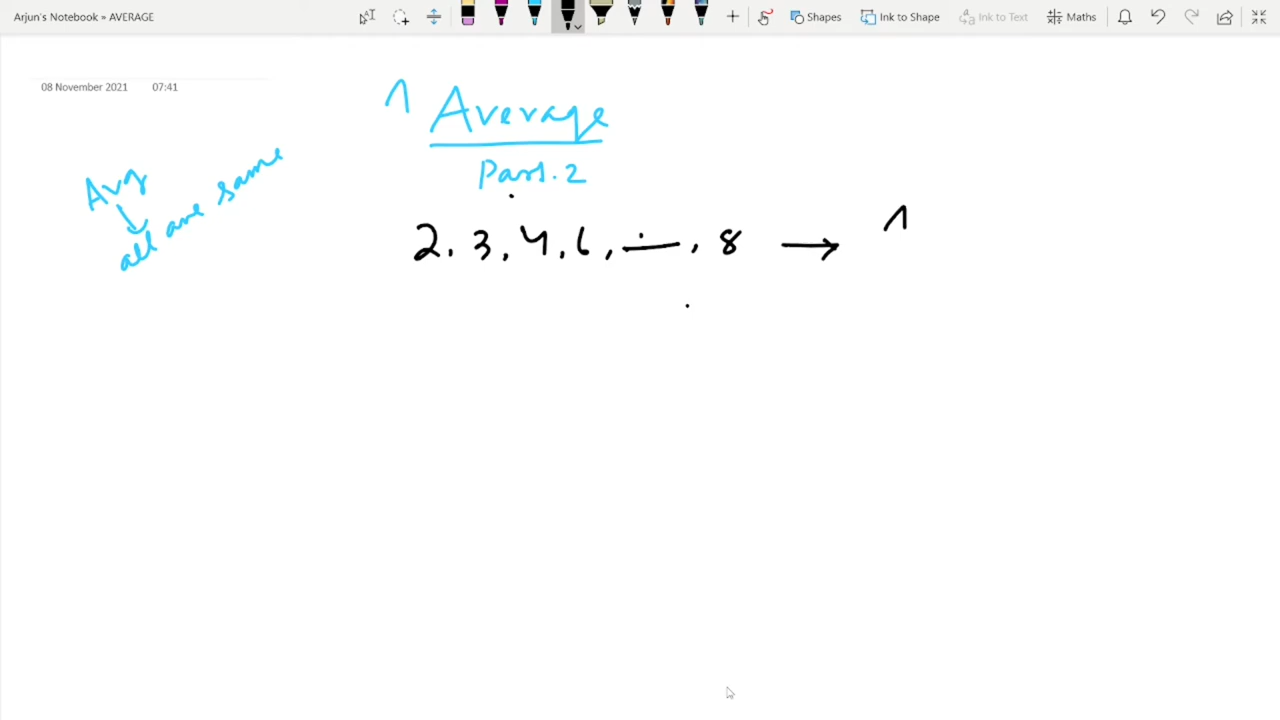 Arjun's Notebook » AVERAGE
Shapes
Ink to Shape
Ink to Text
Maths
08 November 2021 07:41
Average
Part. 2
Avg
all are same
2, 3, 4, 6, —, 8 →